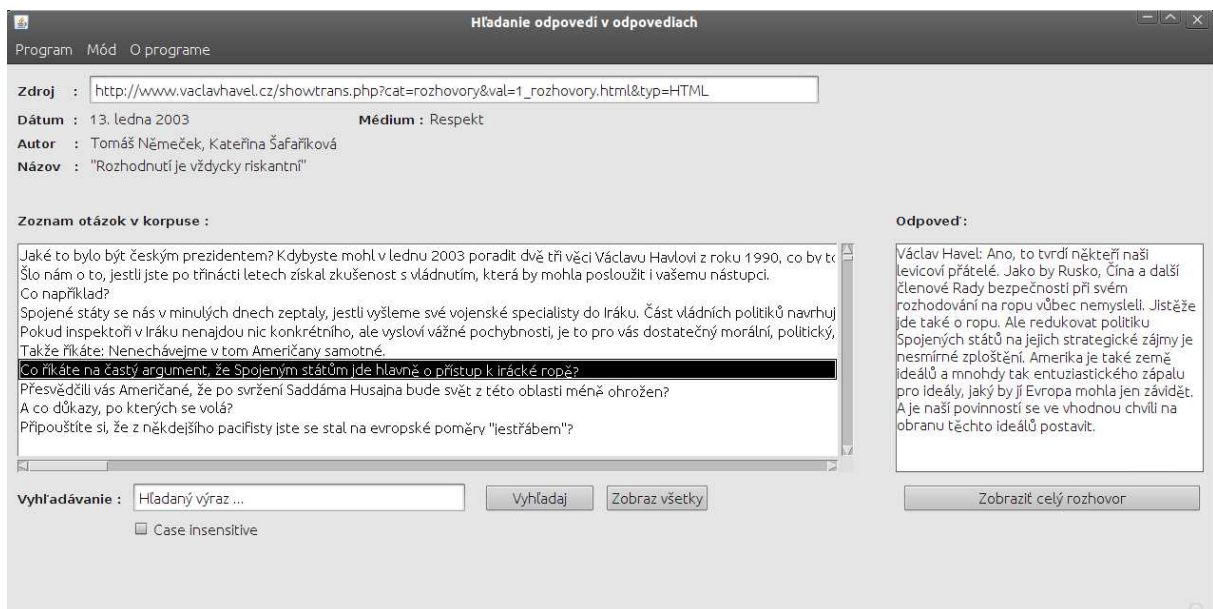 Hľadanie odpovedí v odpovediach
Program Mód O programe
Zdroj : http://www.vaclavhavel.cz/showtrans.php?cat=rozhovory&val=1_rozhovory.html&typ=HTML
Dátum : 13. ledna 2003 Médium : Respekt
Autor : Tomáš Němeček, Kateřina Šafaříková
Názov : "Rozhodnutí je vždycky riskantní"
Zoznam otázok v korpuse :
Jaké to bylo být českým prezidentem? Kdybyste mohl v lednu 2003 poradit dvě tři věci Václavu Havlovi z roku 1990, co by to
Šlo nám o to, jestli jste po třinácti letech získal zkušenost s vládnutím, která by mohla posloužit i vašemu nástupci.
Co například?
Spojené státy se nás v minulých dnech zeptaly, jestli vyšleme své vojenské specialisty do Iráku. Část vládních politiků navrhuj
Pokud inspektoři v Iráku nenajdou nic konkrétního, ale vysloví vážné pochybnosti, je to pro vás dostatečný morální, politický,
Takže říkáte: Nenechávejme v tom Američany samotné.
Co říkáte na častý argument, že Spojeným státům jde hlavně o přístup k irácké ropě?
Přesvědčili vás Američané, že po svržení Saddáma Husajna bude svět z této oblasti méně ohrožen?
A co důkazy, po kterých se volá?
Připouštíte si, že z někdejšího pacifisty jste se stal na evropské poměry "jestřábem"?
Odpoveď :
Václav Havel: Ano, to tvrdí někteří naši
levicoví přátelé. Jako by Rusko, Čína a další
členové Rady bezpečnosti při svém
rozhodování na ropu vůbec nemysleli. Jistěže
jde také o ropu. Ale redukovat politiku
Spojených států na jejich strategické zájmy je
nesmírné zploštění. Amerika je také země
ideálů a mnohdy tak entuziastického zápalu
pro ideály, jaký by jí Evropa mohla jen závidět.
A je naší povinností se ve vhodnou chvíli na
obranu těchto ideálů postavit.
Vyhľadávanie : Hľadaný výraz ... Vyhľadaj Zobraz všetky Zobraziť celý rozhovor
Case insensitive